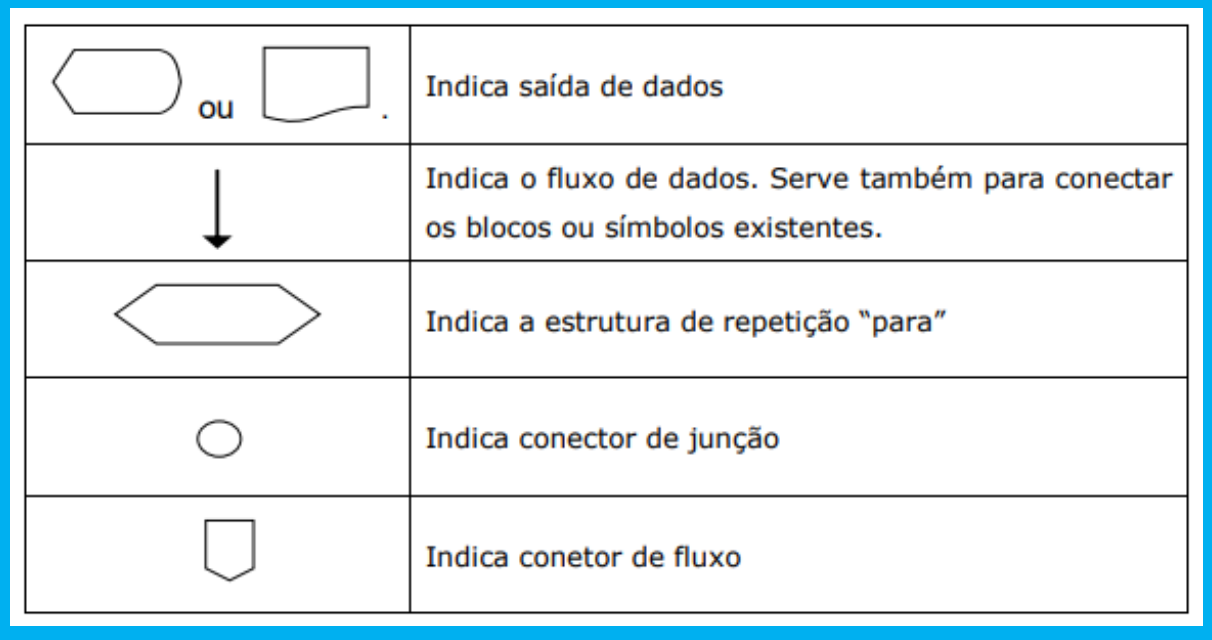 ou .
Indica saída de dados
Indica o fluxo de dados. Serve também para conectar
os blocos ou símbolos existentes.
Indica a estrutura de repetição “para”
Indica conector de junção
Indica conetor de fluxo